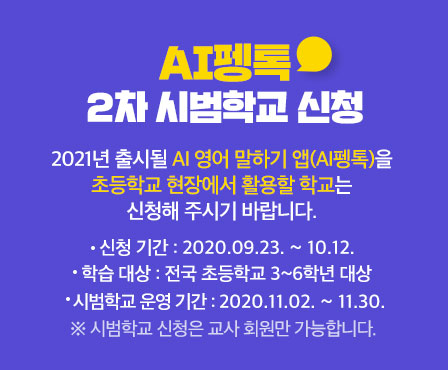 AI펭톡
2차 시범학교 신청
2021년 출시될 AI 영어 말하기 앱(AI펭톡)을
초등학교 현장에서 활용할 학교는
신청해 주시기 바랍니다.
• 신청 기간 : 2020.09.23. ~ 10.12.
• 학습 대상 : 전국 초등학교 3~6학년 대상
• 시범학교 운영 기간 : 2020.11.02. ~ 11.30.
※ 시범학교 신청은 교사 회원만 가능합니다.